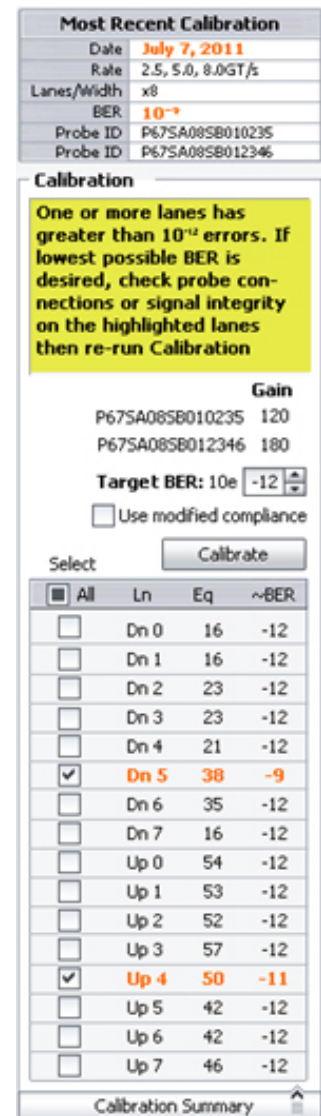 Most Recent Calibration
Date July 7, 2011
Rate 2.5, 5.0, 8.0GT/s
Lanes/Width x8
BER 10⁻⁹
Probe ID P67SA08SB010235
Probe ID P67SA08SB012346
Calibration
One or more lanes has
greater than 10⁻¹² errors. If
lowest possible BER is
desired, check probe con-
nections or signal integrity
on the highlighted lanes
then re-run Calibration
Gain
P67SA08SB010235 120
P67SA08SB012346 180
Target BER: 10e -12
Use modified compliance
Select Calibrate
All Ln Eq ~BER
Dn 0 16 -12
Dn 1 16 -12
Dn 2 23 -12
Dn 3 23 -12
Dn 4 21 -12
Dn 5 38 -9
Dn 6 35 -12
Dn 7 16 -12
Up 0 54 -12
Up 1 53 -12
Up 2 52 -12
Up 3 57 -12
Up 4 50 -11
Up 5 42 -12
Up 6 42 -12
Up 7 46 -12
Calibration Summary